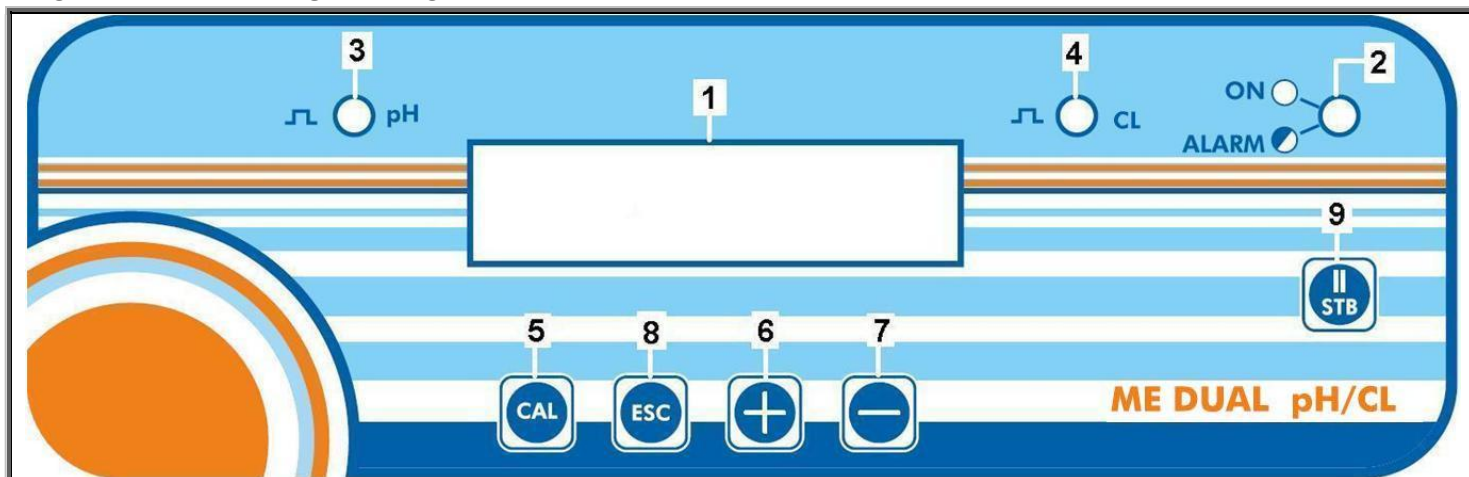 3
4
2
1
ON
pH
CL
ALARM
9
STB
5 8 6 7
CAL ESC
ME DUAL pH/CL